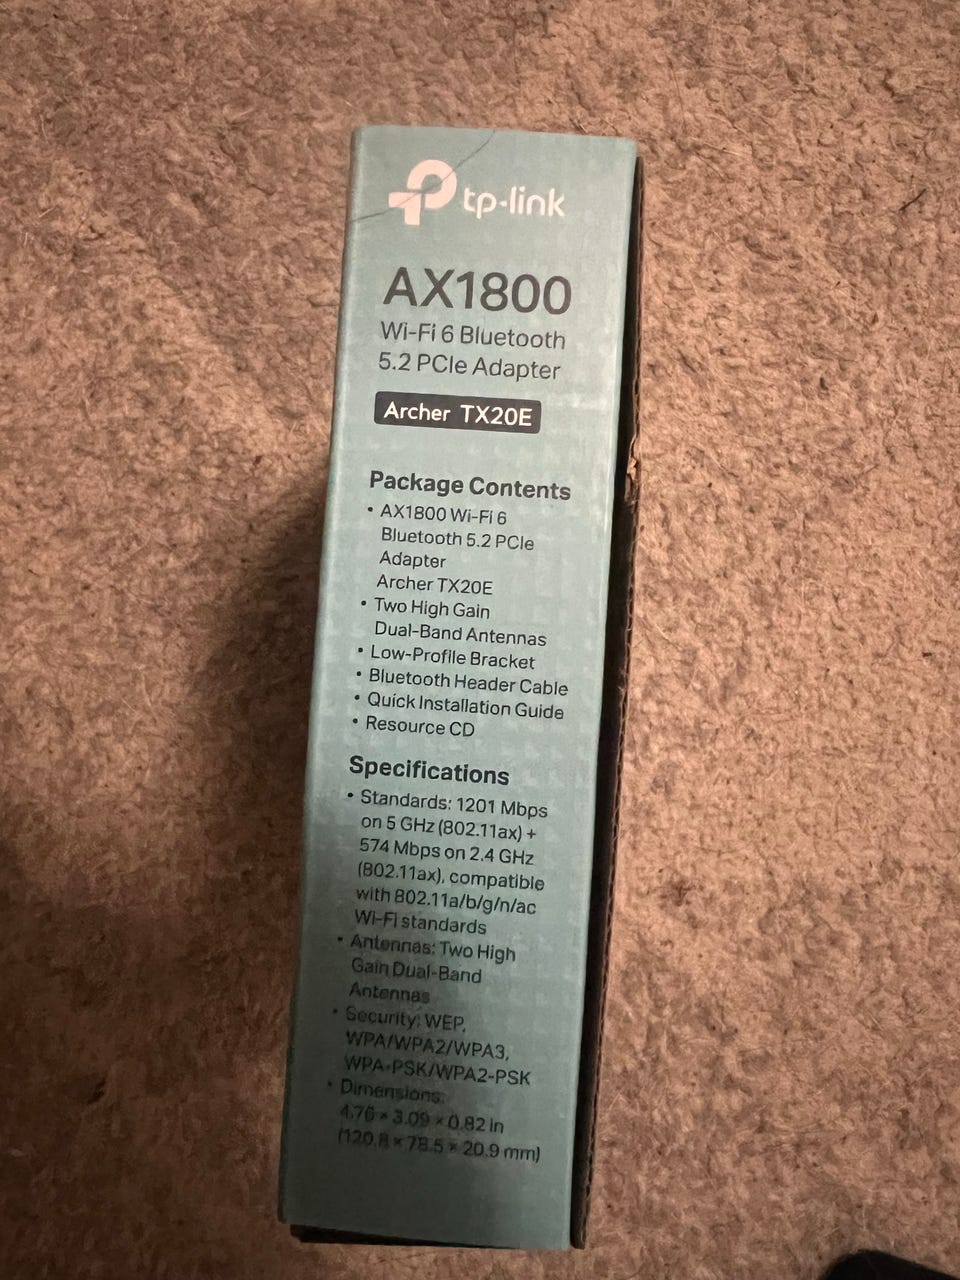 tp-link
AX1800
Wi-Fi 6 Bluetooth
5.2 PCIe Adapter
Archer TX20E
Package Contents
• AX1800 Wi-Fi 6
Bluetooth 5.2 PCIe
Adapter
Archer TX20E
• Two High Gain
Dual-Band Antennas
• Low-Profile Bracket
• Bluetooth Header Cable
• Quick Installation Guide
• Resource CD
Specifications
• Standards: 1201 Mbps
on 5 GHz (802.11ax) +
574 Mbps on 2.4 GHz
(802.11ax), compatible
with 802.11a/b/g/n/ac
Wi-Fi standards
• Antennas: Two High
Gain Dual-Band
Antennas
• Security: WEP,
WPA/WPA2/WPA3,
WPA-PSK/WPA2-PSK
• Dimensions:
4.76 × 3.09 × 0.82 in
(120.8 × 78.5 × 20.9 mm)